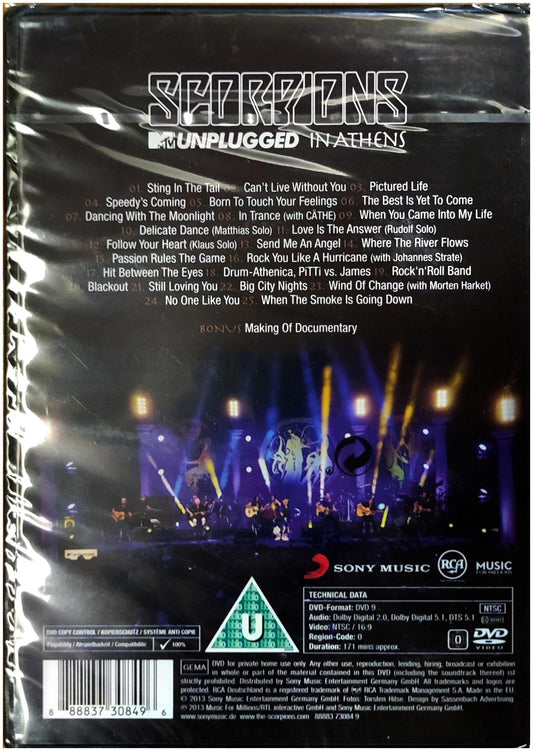 SCORPIONS
MTV UNPLUGGED IN ATHENS
01. Sting In The Tail 02. Can't Live Without You 03. Pictured Life
04. Speedy's Coming 05. Born To Touch Your Feelings 06. The Best Is Yet To Come
07. Dancing With The Moonlight 08. In Trance (with CÄTHE) 09. When You Came Into My Life
10. Delicate Dance (Matthias Solo) 11. Love Is The Answer (Rudolf Solo)
12. Follow Your Heart (Klaus Solo) 13. Send Me An Angel 14. Where The River Flows
15. Passion Rules The Game 16. Rock You Like A Hurricane (with Johannes Strate)
17. Hit Between The Eyes 18. Drum-Athenica, PiTTi vs. James 19. Rock'n'Roll Band
20. Blackout 21. Still Loving You 22. Big City Nights 23. Wind Of Change (with Morten Harket)
24. No One Like You 25. When The Smoke Is Going Down
BONUS Making Of Documentary
SONY MUSIC RCA MUSIC
FOR MILLIONS
U
TECHNICAL DATA
DVD-Format: DVD 9
Audio: Dolby Digital 2.0, Dolby Digital 5.1, DTS 5.1
Video: NTSC / 16:9
Region-Code: 0
Duration: 171 mins approx.
NTSC
0
DVD
VIDEO
DVD COPY CONTROL / KOPIERSCHUTZ / SYSTÈME ANTI COPIE
Playability / Abspielbarkeit / Compatibilité ✓ 100%
8 88837 30849 6
GEMA
DVD for private home use only. Any other use, reproduction, lending, hiring, broadcast or exhibition
in whole or part of the material contained in this DVD (including the soundtrack thereof) ist
strictly prohibited. Distributed by Sony Music Entertainment Germany GmbH. All trademarks and logos are
protected. RCA Deutschland is a registered trademark of RCA Trademark Management S.A. Made in the EU.
© 2013 Sony Music Entertainment Germany GmbH. Fotos: Torsten Hilse. Design by Sassenbach Advertising.
℗ 2013 Music For Millions/RTL interactive GmbH and Sony Music Entertainment Germany GmbH.
www.sonymusic.de www.the-scorpions.com 88883 73084 9